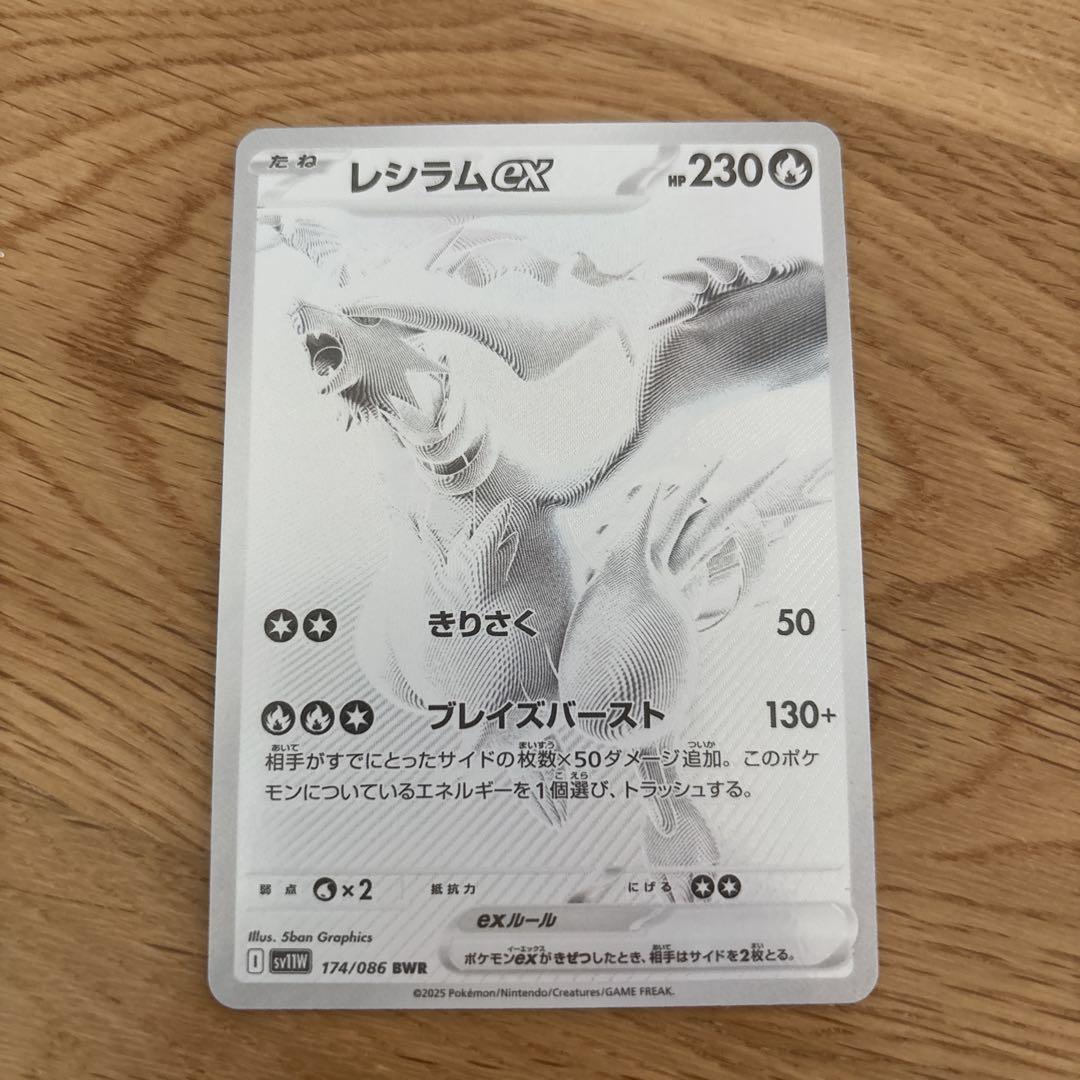 たね レシラムex HP230
きりさく 50
ブレイズバースト 130+
相手がすでにとったサイドの枚数×50ダメージ追加。このポケ
モンについているエネルギーを1個選び、トラッシュする。
弱点 ×2 抵抗力 にげる
exルール
ポケモンexがきぜつしたとき、相手はサイドを2枚とる。
Illus. 5ban Graphics
I sv11W 174/086 BWR
©2025 Pokémon/Nintendo/Creatures/GAME FREAK.